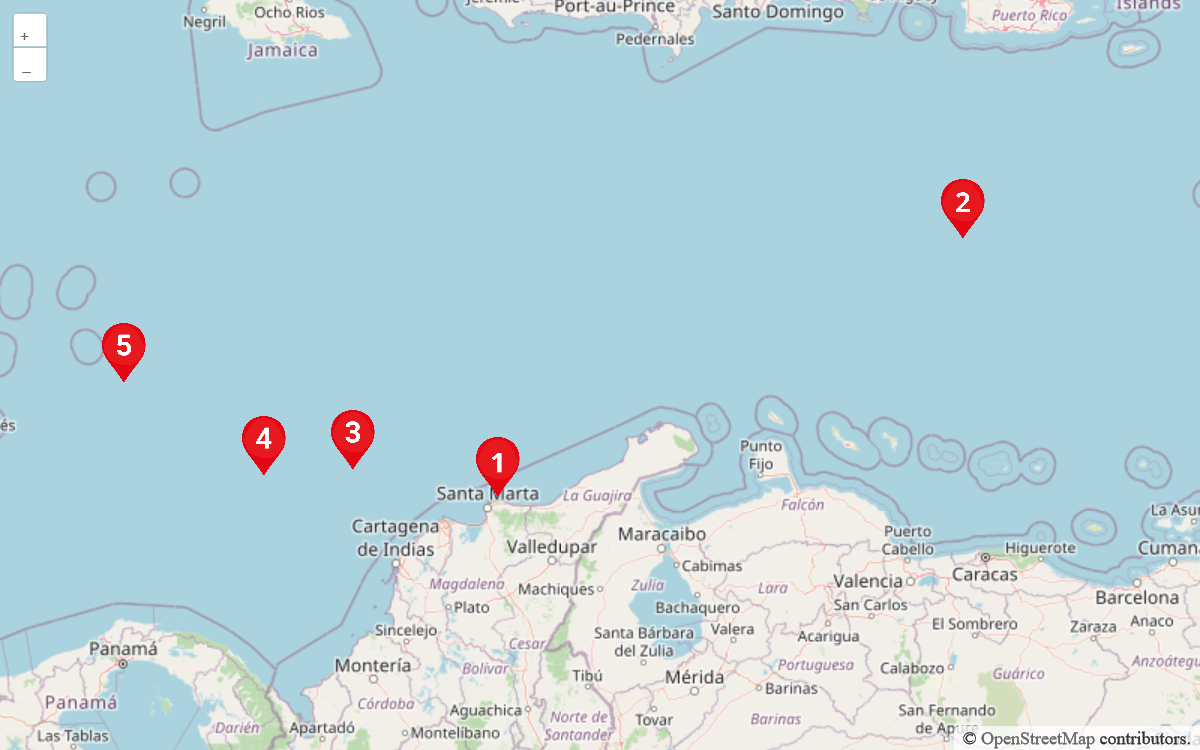 +
–
Negril
Ocho Rios
Jamaica
Port-au-Prince
Pedernales
Santo Domingo
Puerto Rico
Islands
2
5
4
3
1
Santa Marta
La Guajira
Punto
Fijo
Falcón
Cartagena
de Indias
Valledupar
Maracaibo
Puerto
Cabello
Higuerote
La Asun
Cumana
Caracas
Cabimas
Zulia
Lara
Valencia
Machiques
Magdalena
Plato
Bachaquero
San Carlos
Barcelona
Santa Bárbara
del Zulia
Valera
Acarigua
El Sombrero
Zaraza
Anaco
Sincelejo
Cesar
Panamá
Montería
Bolívar
Tibú
Mérida
Portuguesa
Calabozo
Guárico
Anzoátegu
Barinas
Panamá
Córdoba
Aguachica
Norte de
Santander
Tovar
Barinas
San Fernando
de Apure
Las Tablas
Darién
Apartadó
Montelíbano
és
© OpenStreetMap contributors.